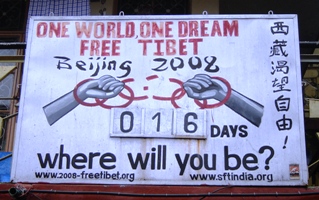 ONE WORLD, ONE DREAM
FREE TIBET
Beijing 2008
016 DAYS
where will you be?
www.2008-freetibet.org www.sftindia.org
西藏渴望自由！